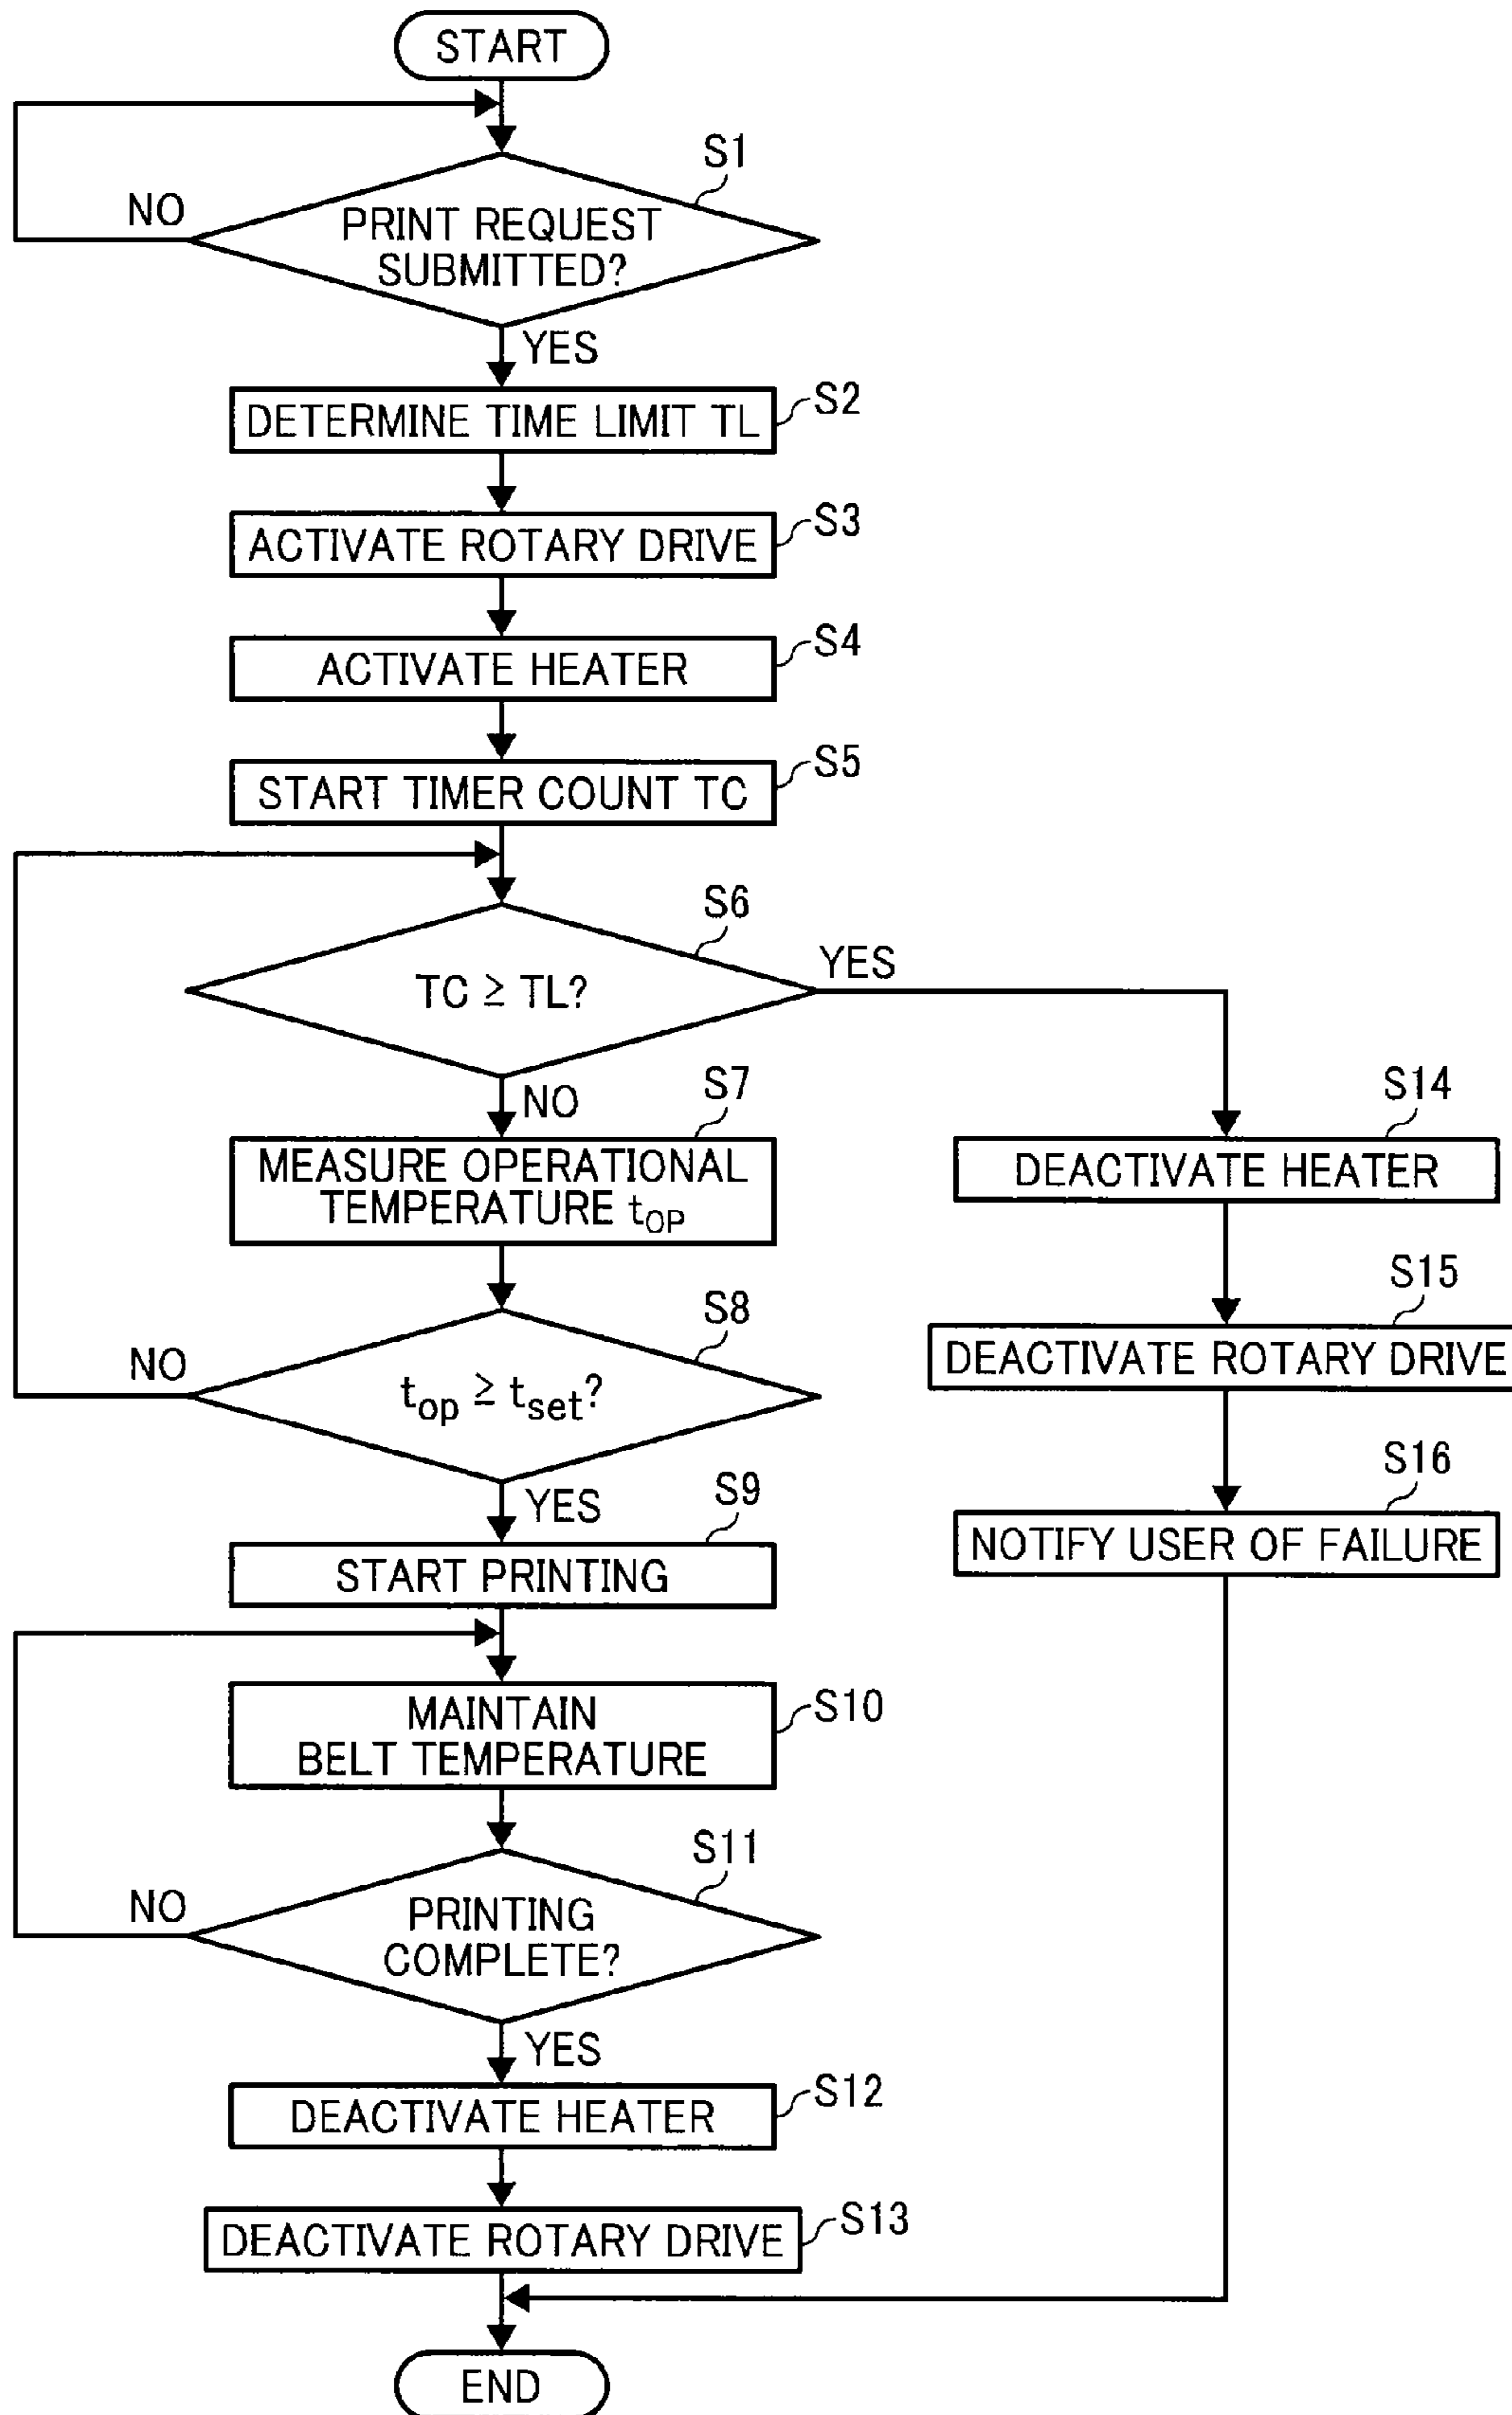 START
S1
NO
PRINT REQUEST
SUBMITTED?
YES
S2
DETERMINE TIME LIMIT TL
S3
ACTIVATE ROTARY DRIVE
S4
ACTIVATE HEATER
S5
START TIMER COUNT TC
S6
YES
TC ≧ TL?
NO
S7
MEASURE OPERATIONAL
TEMPERATURE tOP
S14
DEACTIVATE HEATER
S8
NO
top ≧ tset?
YES
S15
DEACTIVATE ROTARY DRIVE
S16
NOTIFY USER OF FAILURE
S9
START PRINTING
S10
MAINTAIN
BELT TEMPERATURE
S11
NO
PRINTING
COMPLETE?
YES
S12
DEACTIVATE HEATER
S13
DEACTIVATE ROTARY DRIVE
END